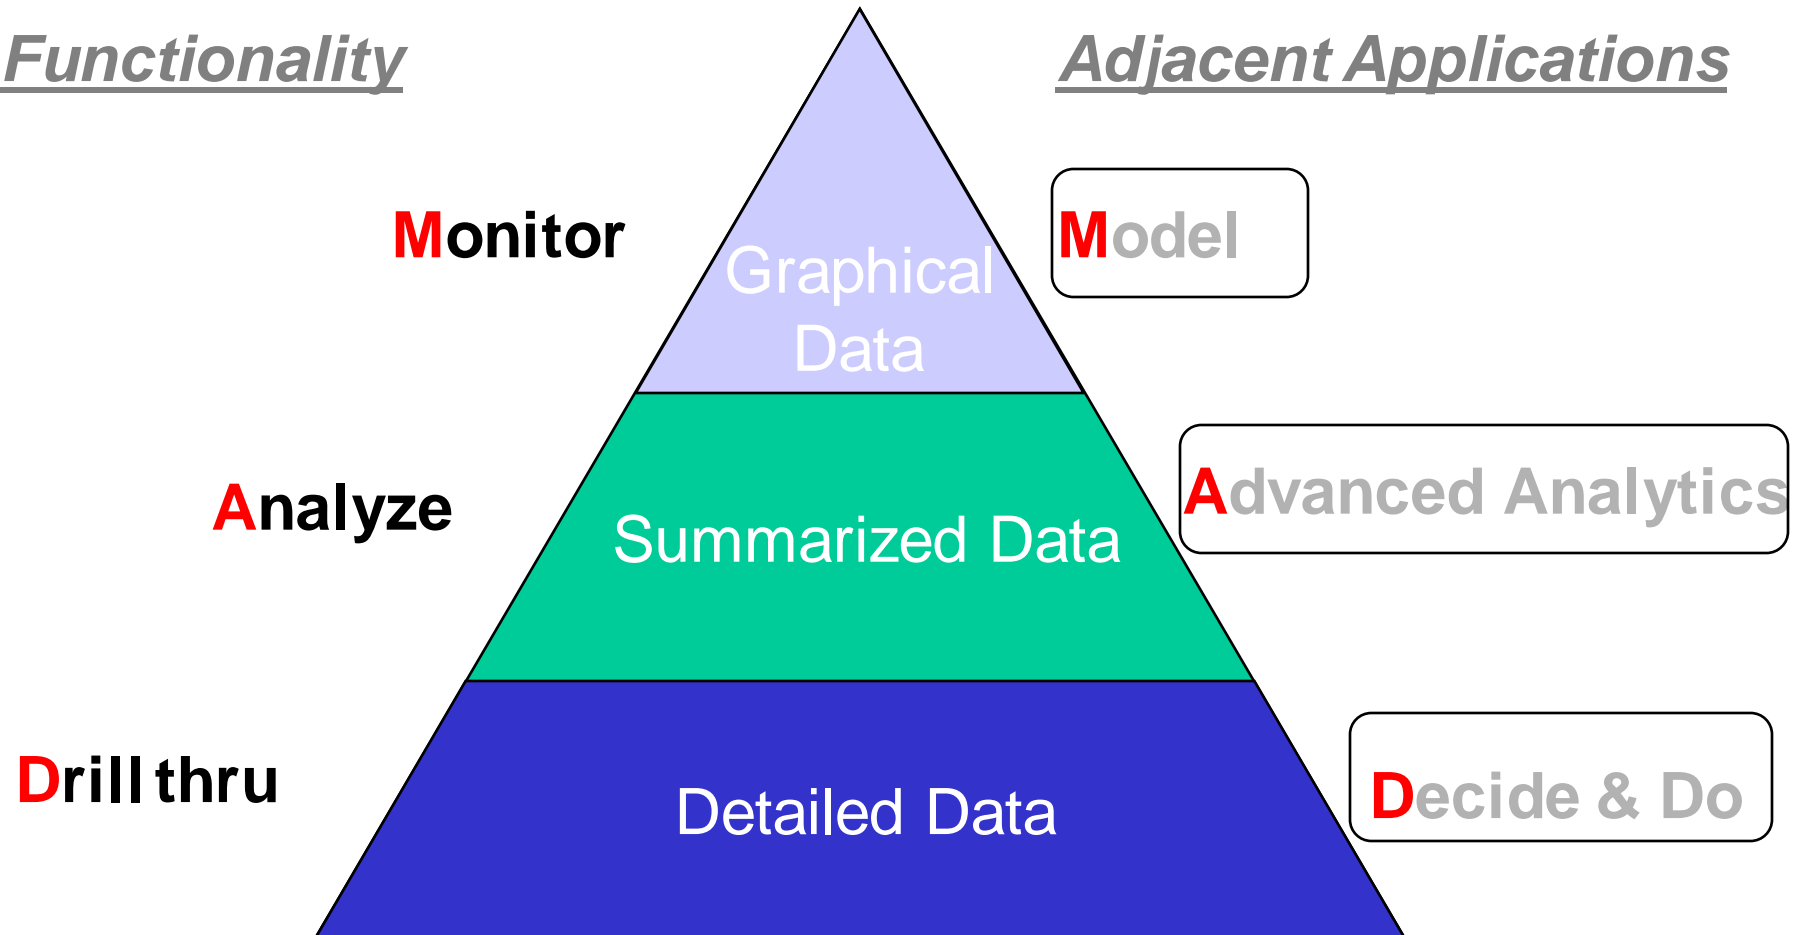 Functionality
Adjacent Applications
Monitor
Graphical
Data
Model
Analyze
Summarized Data
Advanced Analytics
Drill thru
Detailed Data
Decide & Do